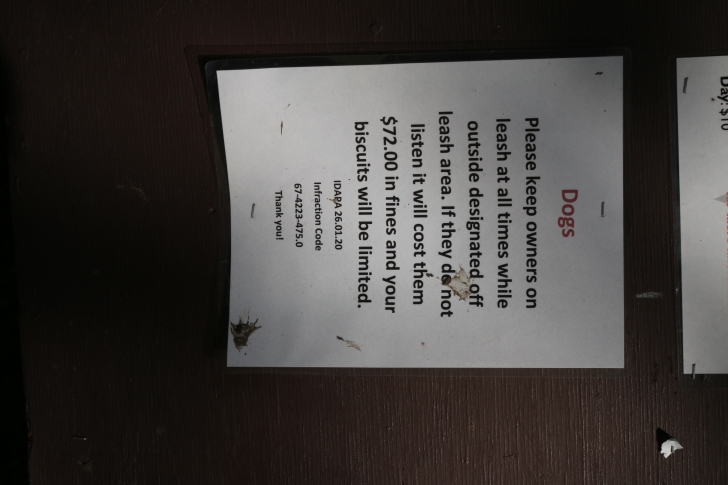 Dogs
Please keep owners on
leash at all times while
outside designated off
leash area. If they do not
listen it will cost them
$72.00 in fines and your
biscuits will be limited.
IDAPA 26.01.20
Infraction Code
67-4223-475.0
Thank you!
Day: $10